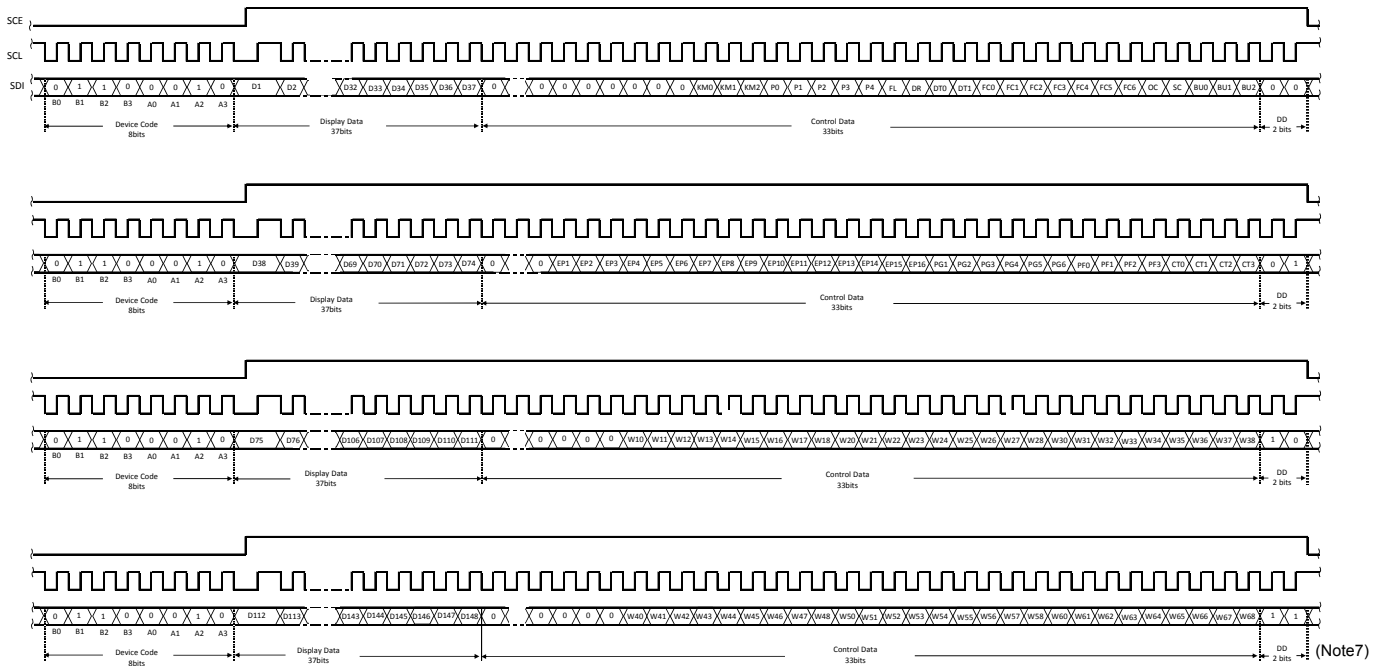 SCE
SCL
SDI 0 1 1 0 0 0 1 0 D1 D2 D32 D33 D34 D35 D36 D37 0 0 0 0 0 0 0 0 KM0 KM1 KM2 P0 P1 P2 P3 P4 FL DR DT0 DT1 FC0 FC1 FC2 FC3 FC4 FC5 FC6 OC SC BU0 BU1 BU2 0 0
B0 B1 B2 B3 A0 A1 A2 A3
Device Code Display Data Control Data DD
8bits 37bits 33bits 2 bits
0 1 1 0 0 0 1 0 D38 D39 D69 D70 D71 D72 D73 D74 0 0 EP1 EP2 EP3 EP4 EP5 EP6 EP7 EP8 EP9 EP10 EP11 EP12 EP13 EP14 EP15 EP16 PG1 PG2 PG3 PG4 PG5 PG6 PF0 PF1 PF2 PF3 CT0 CT1 CT2 CT3 0 1
B0 B1 B2 B3 A0 A1 A2 A3
Device Code Display Data Control Data DD
8bits 37bits 33bits 2 bits
0 1 1 0 0 0 1 0 D75 D76 D106 D107 D108 D109 D110 D111 0 0 0 0 0 W10 W11 W12 W13 W14 W15 W16 W17 W18 W20 W21 W22 W23 W24 W25 W26 W27 W28 W30 W31 W32 W33 W34 W35 W36 W37 W38 1 0
B0 B1 B2 B3 A0 A1 A2 A3
Device Code Display Data Control Data DD
8bits 37bits 33bits 2 bits
0 1 1 0 0 0 1 0 D112 D113 D143 D144 D145 D146 D147 D148 0 0 0 0 0 W40 W41 W42 W43 W44 W45 W46 W47 W48 W50 W51 W52 W53 W54 W55 W56 W57 W58 W60 W61 W62 W63 W64 W65 W66 W67 W68 1 1
B0 B1 B2 B3 A0 A1 A2 A3
Device Code Display Data Control Data DD (Note7)
8bits 37bits 33bits 2 bits